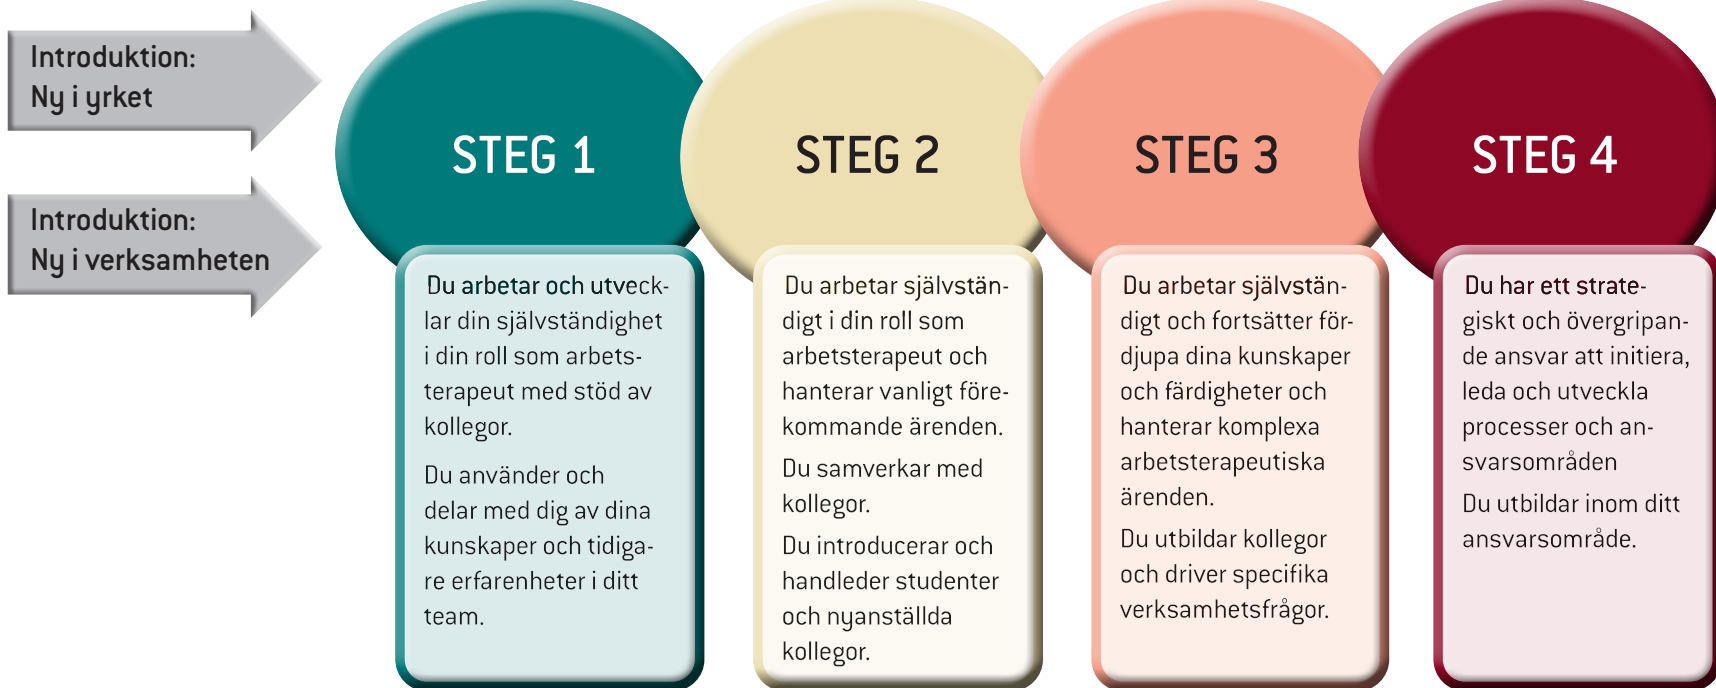 Introduktion:
Ny i yrket
Introduktion:
Ny i verksamheten
STEG 1
Du arbetar och utveck-
lar din självständighet
i din roll som arbets-
terapeut med stöd av
kollegor.
Du använder och
delar med dig av dina
kunskaper och tidiga-
re erfarenheter i ditt
team.
STEG 2
Du arbetar självstän-
digt i din roll som
arbetsterapeut och
hanterar vanligt före-
kommande ärenden.
Du samverkar med
kollegor.
Du introducerar och
handleder studenter
och nyanställda
kollegor.
STEG 3
Du arbetar självstän-
digt och fortsätter för-
djupa dina kunskaper
och färdigheter och
hanterar komplexa
arbetsterapeutiska
ärenden.
Du utbildar kollegor
och driver specifika
verksamhetsfrågor.
STEG 4
Du har ett strate-
giskt och övergripan-
de ansvar att initiera,
leda och utveckla
processer och an-
svarsområden
Du utbildar inom ditt
ansvarsområde.